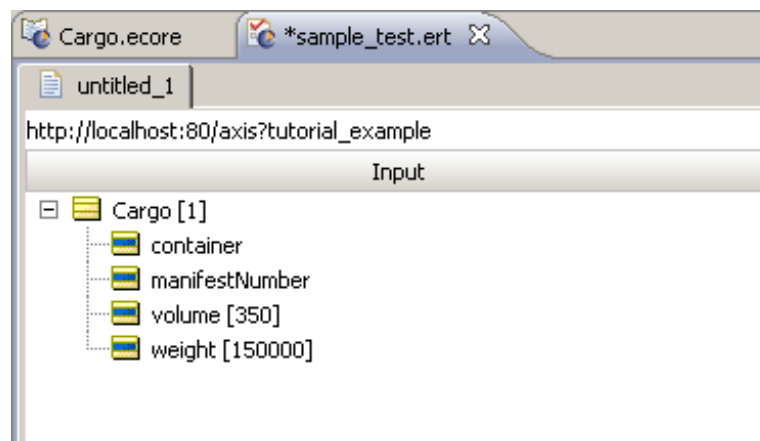 Cargo.ecore *sample_test.ert
untitled_1
http://localhost:80/axis?tutorial_example
Input
Cargo [1]
container
manifestNumber
volume [350]
weight [150000]